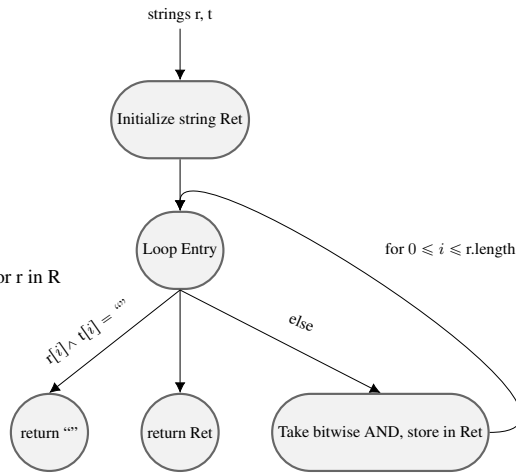 strings r, t
Initialize string Ret
Loop Entry
for 0 ⩽ i ⩽ r.length
or r in R
r[i]∧ t[i] = “”
else
return “”
return Ret
Take bitwise AND, store in Ret